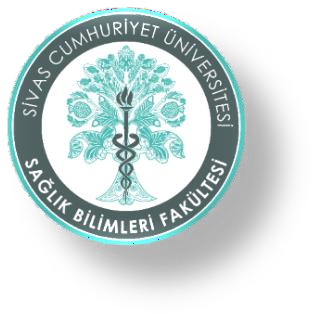 SİVAS CUMHURİYET ÜNİVERSİTESİ
SAĞLIK BİLİMLERİ FAKÜLTESİ